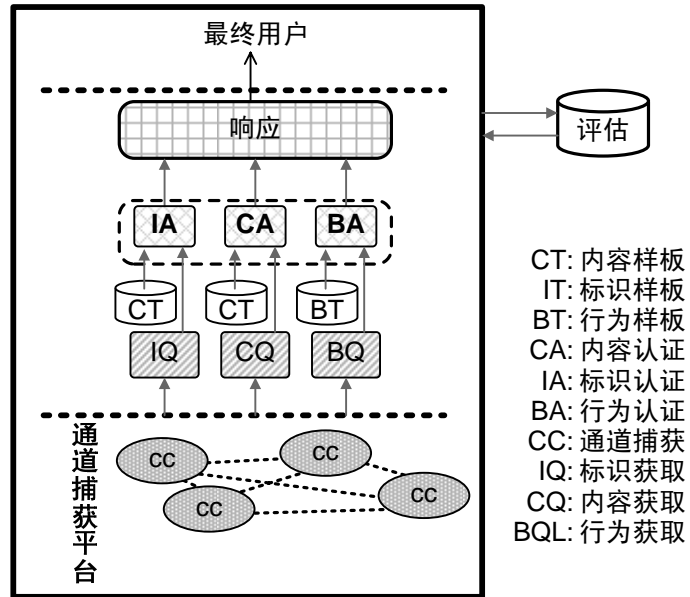 最终用户
响应
评估
IA CA BA
CT CT BT
IQ CQ BQ
通道捕获平台
CC CC CC CC
CT: 内容样板
IT: 标识样板
BT: 行为样板
CA: 内容认证
IA: 标识认证
BA: 行为认证
CC: 通道捕获
IQ: 标识获取
CQ: 内容获取
BQL: 行为获取